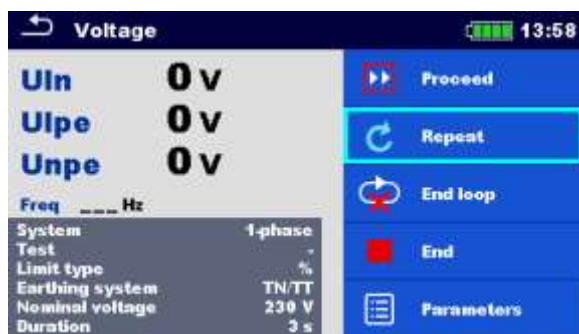 Voltage 13:58
Uln 0 V
Ulpe 0 V
Unpe 0 V
Freq ___ Hz
System 1-phase
Test -
Limit type %
Earthing system TN/TT
Nominal voltage 230 V
Duration 3 s
Proceed
Repeat
End loop
End
Parameters